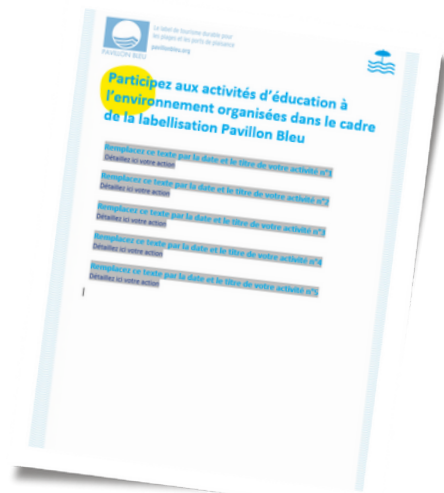 Le label de tourisme durable pour
les plages et les ports de plaisance
pavillonbleu.org
PAVILLON BLEU
Participez aux activités d'éducation à
l'environnement organisées dans le cadre
de la labellisation Pavillon Bleu
Remplacez ce texte par la date et le titre de votre activité n°1
Détaillez ici votre action
Remplacez ce texte par la date et le titre de votre activité n°2
Détaillez ici votre action
Remplacez ce texte par la date et le titre de votre activité n°3
Détaillez ici votre action
Remplacez ce texte par la date et le titre de votre activité n°4
Détaillez ici votre action
Remplacez ce texte par la date et le titre de votre activité n°5
Détaillez ici votre action